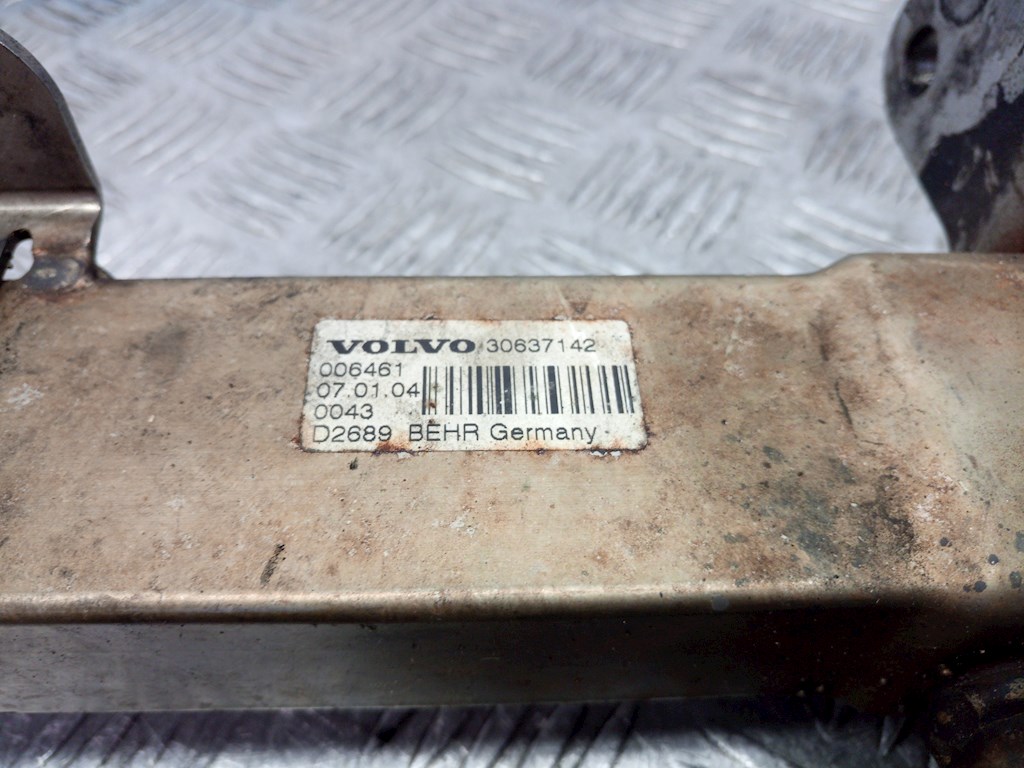 VOLVO 30637142
006461
07.01.04
0043
D2689 BEHR Germany